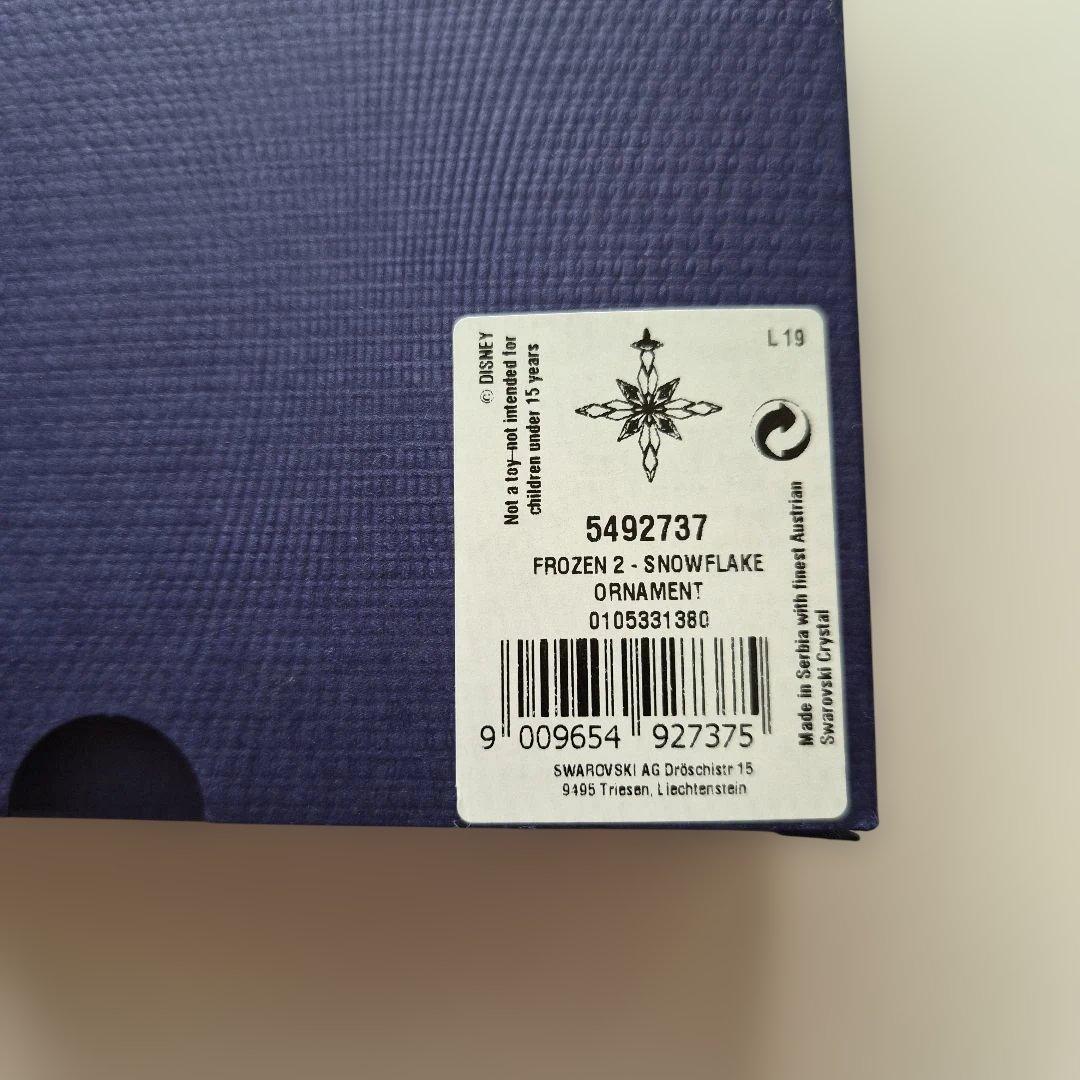 © DISNEY
Not a toy-not intended for
children under 15 years
L 19
5492737
FROZEN 2 - SNOWFLAKE
ORNAMENT
0105331380
9 009654 927375
SWAROVSKI AG Dröschistr 15
9495 Triesen, Liechtenstein
Made in Serbia with finest Austrian
Swarovski Crystal